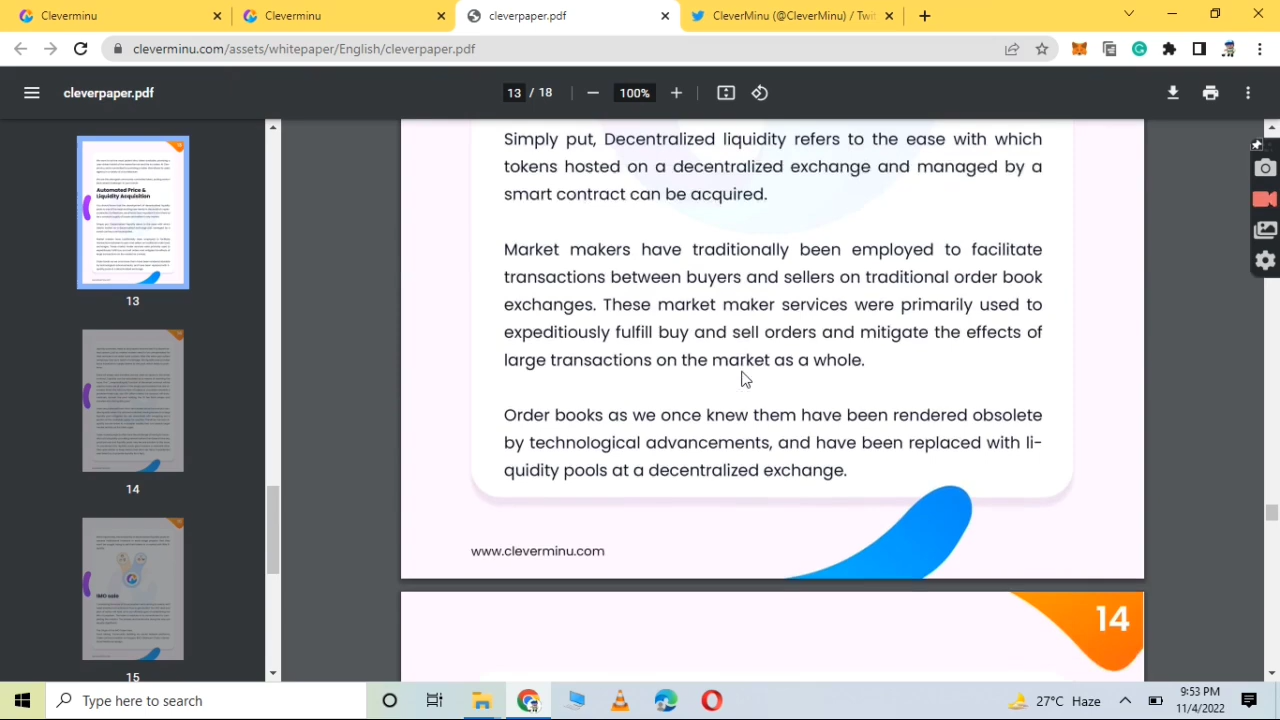 Cleverminu
Cleverminu
cleverpaper.pdf
CleverMinu (@CleverMinu) / Twit
cleverminu.com/assets/whitepaper/English/cleverpaper.pdf
cleverpaper.pdf
13 / 18
100%
Simply put, Decentralized liquidity refers to the ease with which
tokens housed on a decentralized exchange and managed by a
smart contract can be acquired.
Market makers have traditionally been employed to facilitate
transactions between buyers and sellers on traditional order book
exchanges. These market maker services were primarily used to
expeditiously fulfill buy and sell orders and mitigate the effects of
large transactions on the market as a whole.
Order books as we once knew them have been rendered obsolete
by technological advancements, and have been replaced with li-
quidity pools at a decentralized exchange.
www.cleverminu.com
14
Automated Price &
Liquidity Acquisition
13
14
IMO sale
15
Type here to search
27°C Haze
9:53 PM
11/4/2022